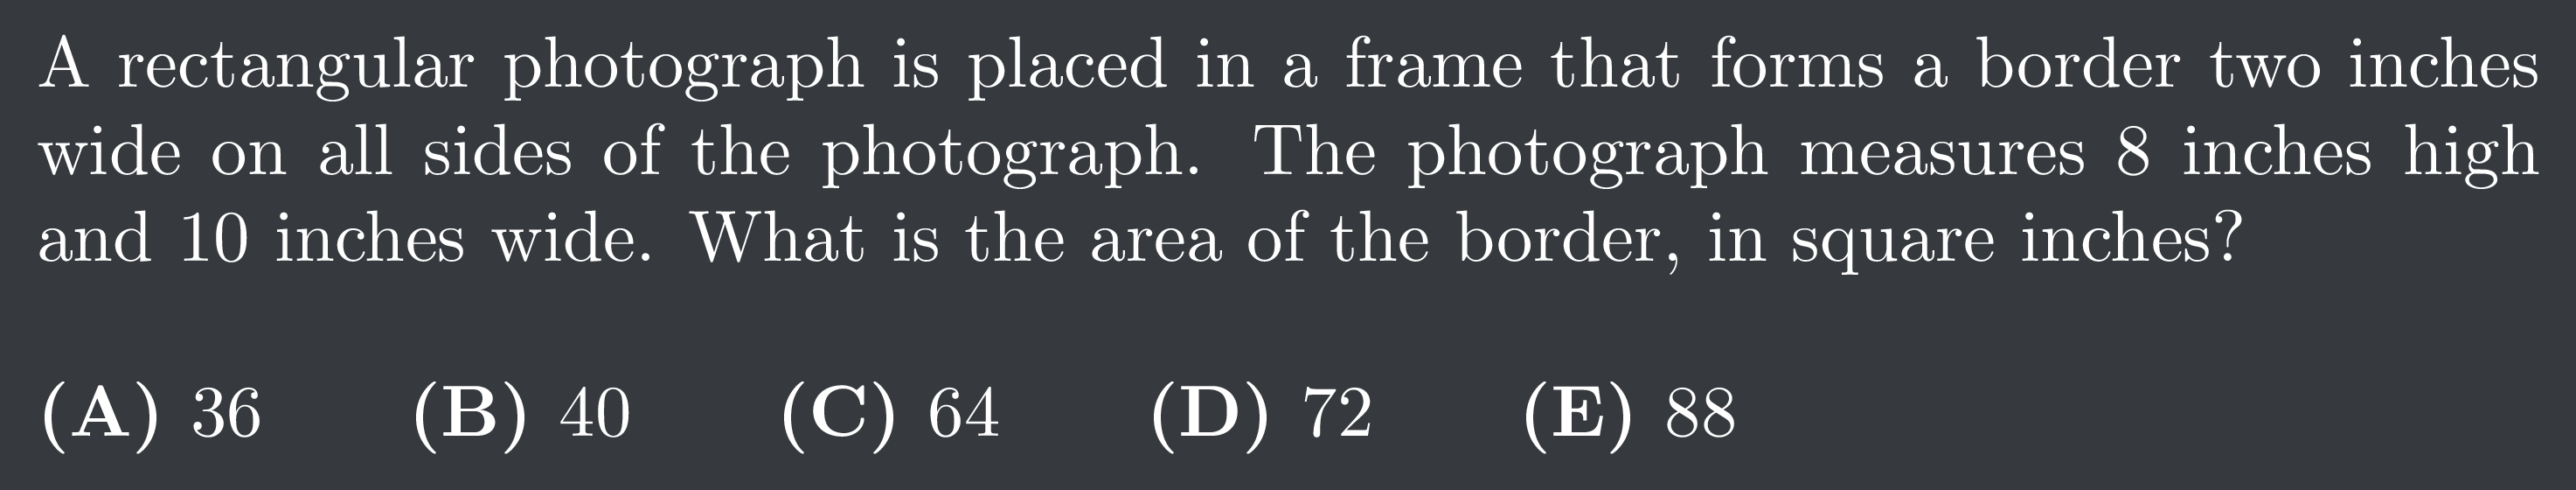 A rectangular photograph is placed in a frame that forms a border two inches
wide on all sides of the photograph. The photograph measures 8 inches high
and 10 inches wide. What is the area of the border, in square inches?
(A) 36 (B) 40 (C) 64 (D) 72 (E) 88